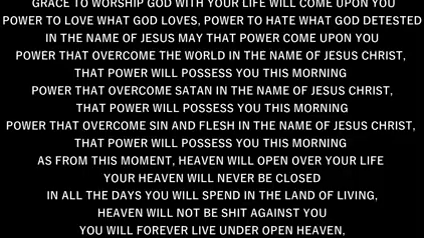 GRACE TO WORSHIP GOD WITH YOUR LIFE WILL COME UPON YOU
POWER TO LOVE WHAT GOD LOVES, POWER TO HATE WHAT GOD DETESTED
IN THE NAME OF JESUS MAY THAT POWER COME UPON YOU
POWER THAT OVERCOME THE WORLD IN THE NAME OF JESUS CHRIST,
THAT POWER WILL POSSESS YOU THIS MORNING
POWER THAT OVERCOME SATAN IN THE NAME OF JESUS CHRIST,
THAT POWER WILL POSSESS YOU THIS MORNING
POWER THAT OVERCOME SIN AND FLESH IN THE NAME OF JESUS CHRIST,
THAT POWER WILL POSSESS YOU THIS MORNING
AS FROM THIS MOMENT, HEAVEN WILL OPEN OVER YOUR LIFE
YOUR HEAVEN WILL NEVER BE CLOSED
IN ALL THE DAYS YOU WILL SPEND IN THE LAND OF LIVING,
HEAVEN WILL NOT BE SHIT AGAINST YOU
YOU WILL FOREVER LIVE UNDER OPEN HEAVEN,